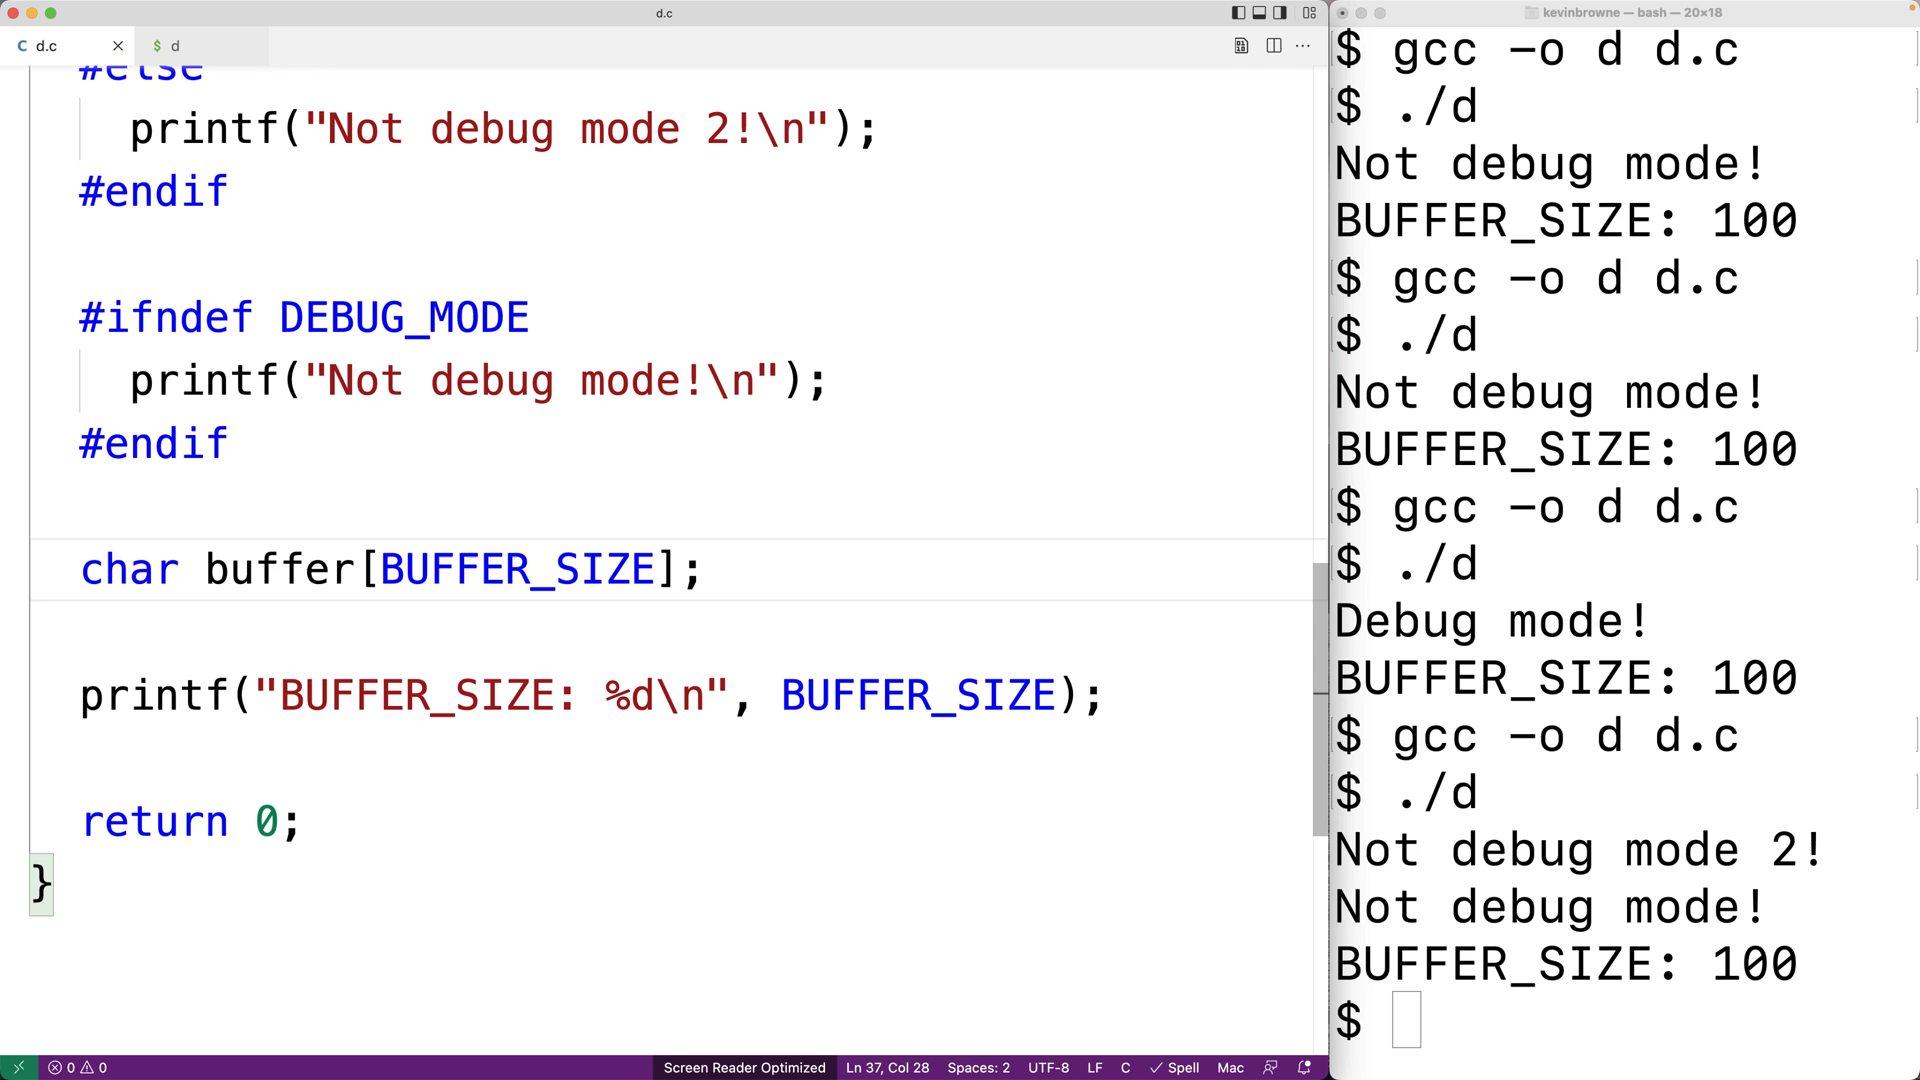 d.c
C d.c
$ d
#else
printf("Not debug mode 2!\n");
#endif
#ifndef DEBUG_MODE
printf("Not debug mode!\n");
#endif
char buffer[BUFFER_SIZE];
printf("BUFFER_SIZE: %d\n", BUFFER_SIZE);
return 0;
}
0 0
Screen Reader Optimized Ln 37, Col 28 Spaces: 2 UTF-8 LF C Spell Mac
kevinbrowne — bash — 20×18
$ gcc -o d d.c
$ ./d
Not debug mode!
BUFFER_SIZE: 100
$ gcc -o d d.c
$ ./d
Not debug mode!
BUFFER_SIZE: 100
$ gcc -o d d.c
$ ./d
Debug mode!
BUFFER_SIZE: 100
$ gcc -o d d.c
$ ./d
Not debug mode 2!
Not debug mode!
BUFFER_SIZE: 100
$